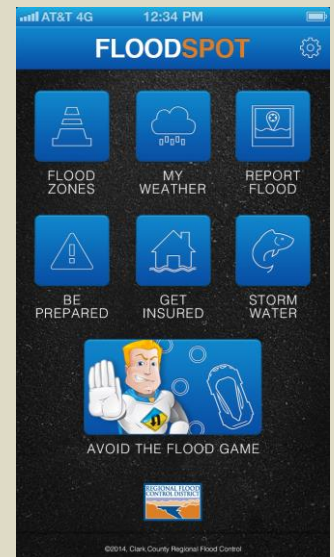 AT&T 4G 12:34 PM
FLOODSPOT
FLOOD
ZONES
MY
WEATHER
REPORT
FLOOD
BE
PREPARED
GET
INSURED
STORM
WATER
AVOID THE FLOOD GAME
REGIONAL FLOOD
CONTROL DISTRICT
©2014, Clark County Regional Flood Control